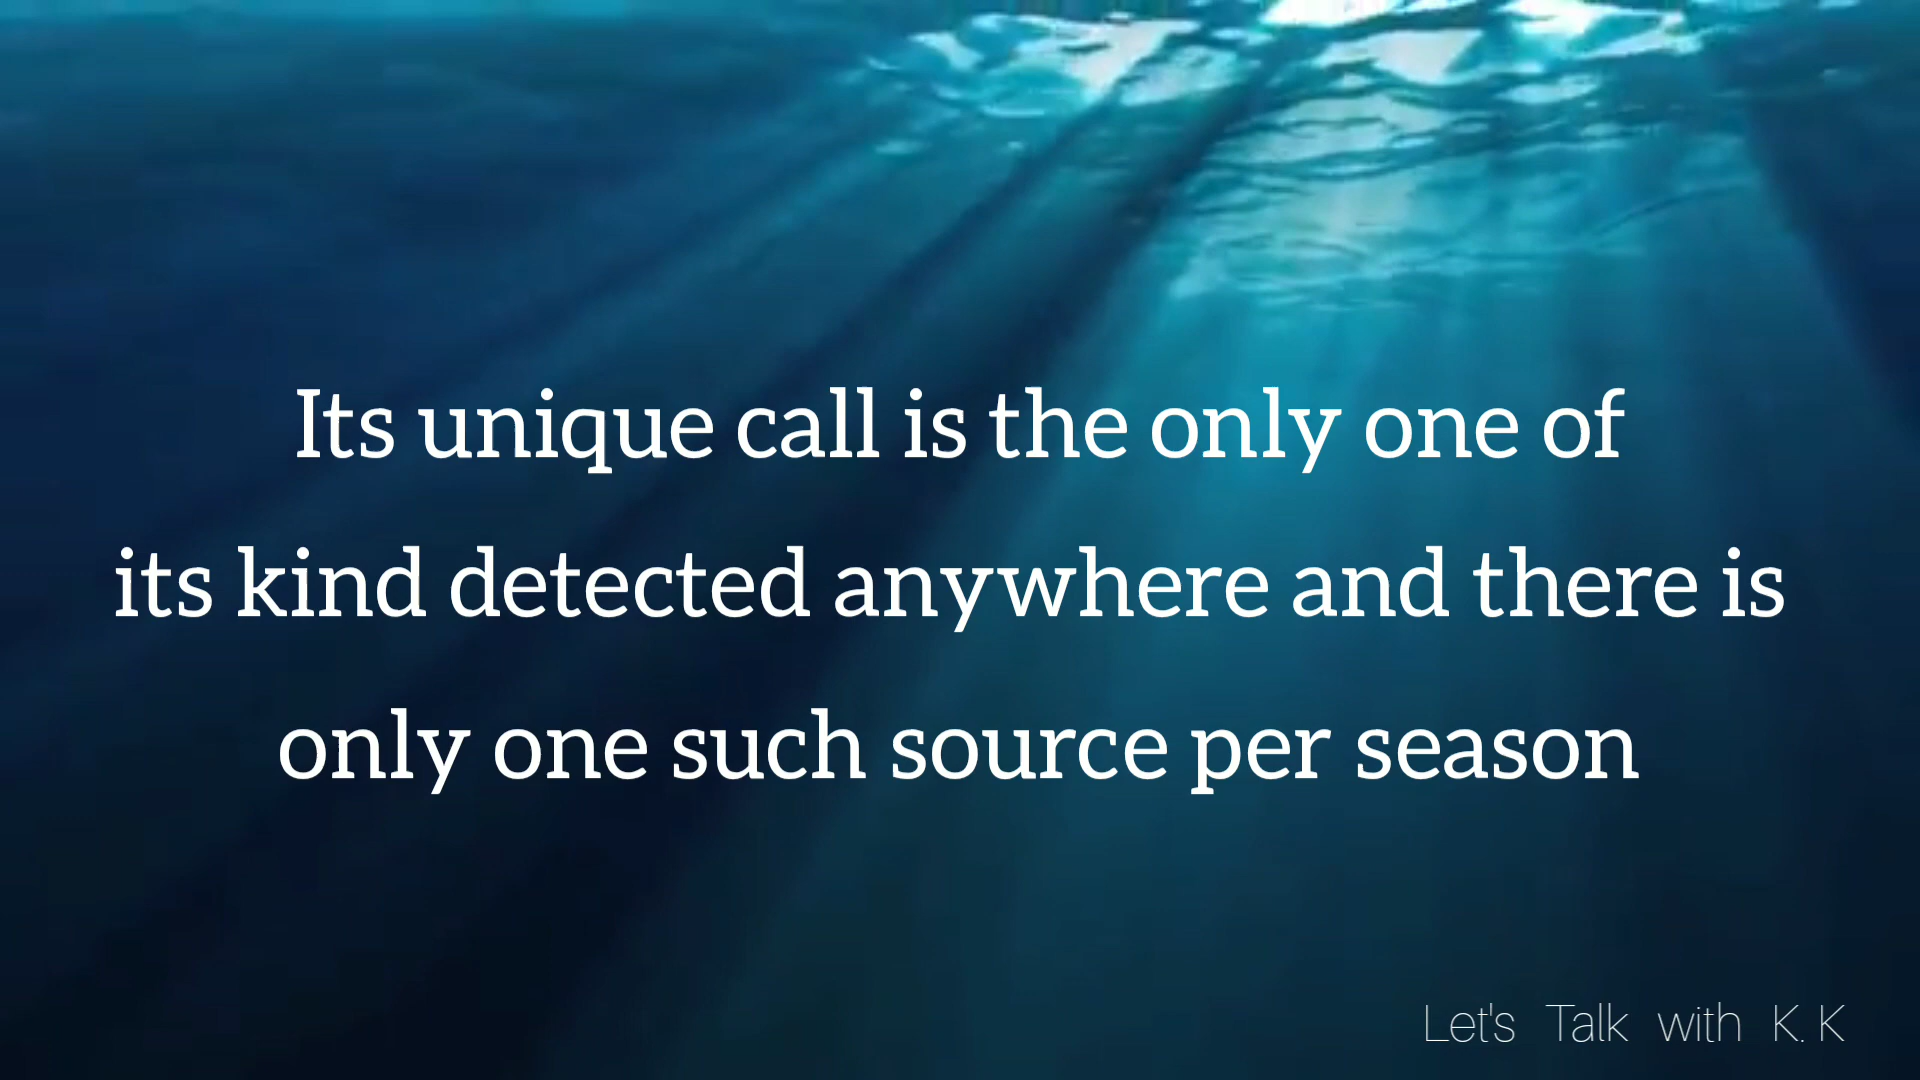 Its unique call is the only one of
its kind detected anywhere and there is
only one such source per season
Let's Talk with K. K